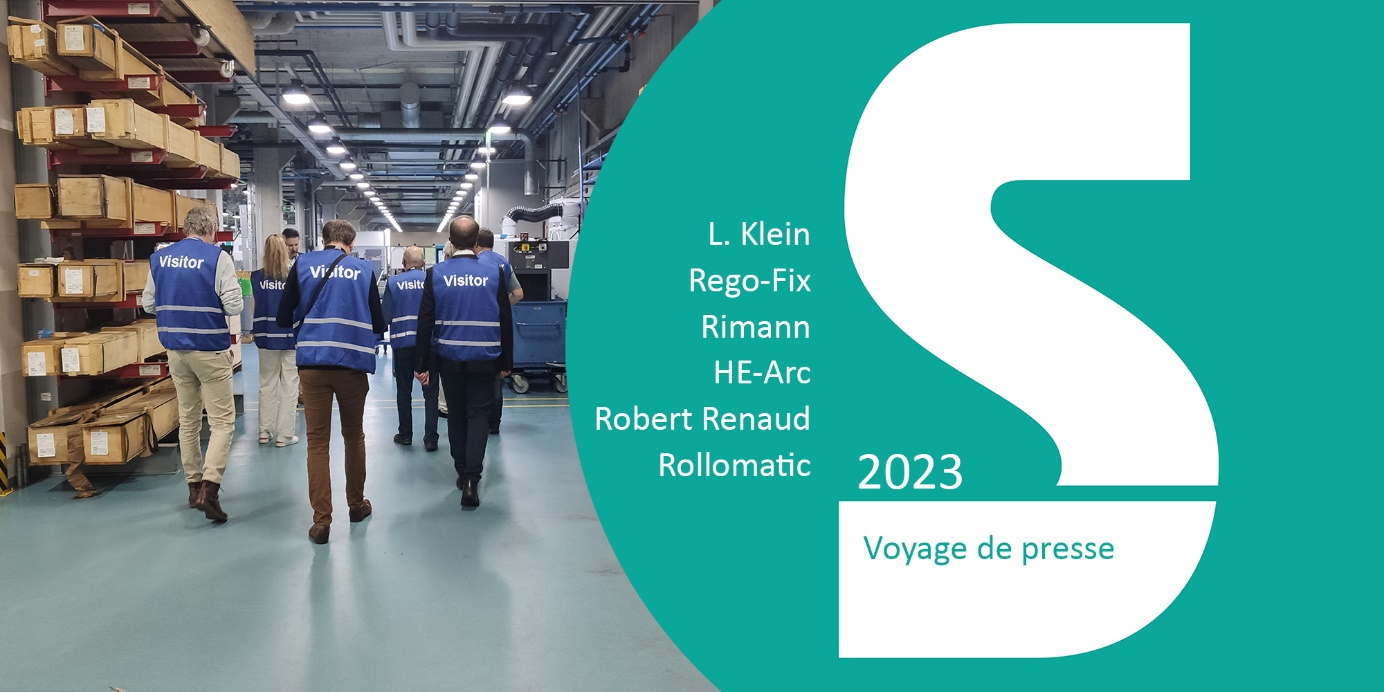 Visitor
Visitor
Visitor
Visitor
Visitor
L. Klein
Rego-Fix
Rimann
HE-Arc
Robert Renaud
Rollomatic
2023
Voyage de presse